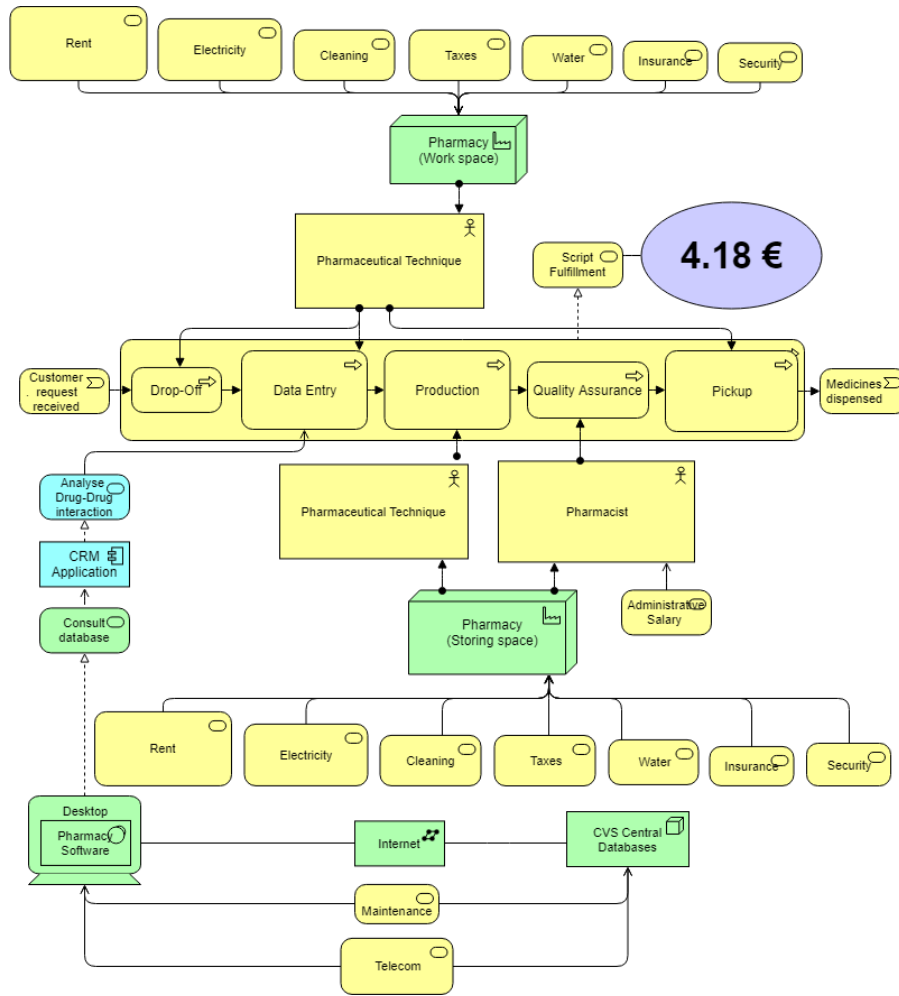 Rent
Electricity
Cleaning
Taxes
Water
Insurance
Security
Pharmacy
(Work space)
Pharmaceutical Technique
Script
Fulfillment
4.18 €
Customer
. request
received
Drop-Off
Data Entry
Production
Quality Assurance
Pickup
Medicines
dispensed
Analyse
Drug-Drug
interaction
Pharmaceutical Technique
Pharmacist
CRM
Application
Consult
database
Pharmacy
(Storing space)
Administrative
Salary
Rent
Electricity
Cleaning
Taxes
Water
Insurance
Security
Desktop
Pharmacy
Software
Internet
CVS Central
Databases
Maintenance
Telecom